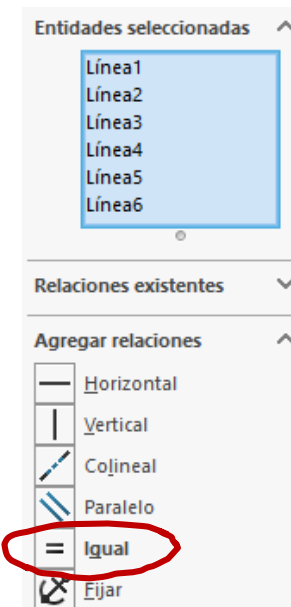 Entidades seleccionadas
Línea1
Línea2
Línea3
Línea4
Línea5
Línea6
Relaciones existentes
Agregar relaciones
Horizontal
Vertical
Colineal
Paralelo
Igual
Fijar